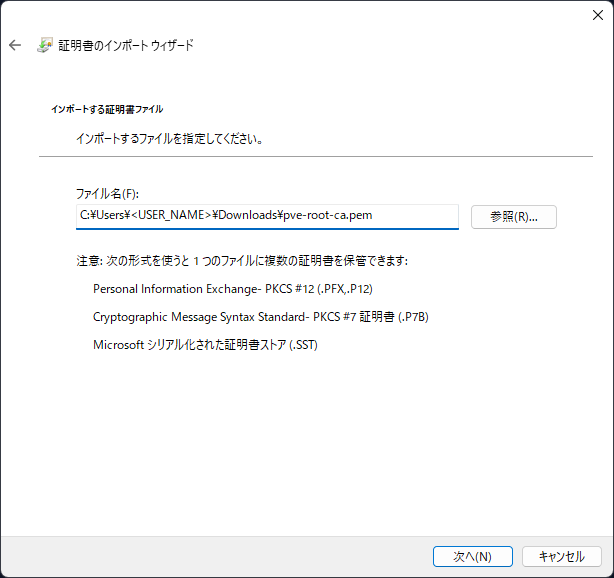 証明書のインポート ウィザード
インポートする証明書ファイル
インポートするファイルを指定してください。
ファイル名(F):
C:¥Users¥<USER_NAME>¥Downloads¥pve-root-ca.pem
参照(R)...
注意: 次の形式を使うと 1 つのファイルに複数の証明書を保管できます:
Personal Information Exchange- PKCS #12 (.PFX,.P12)
Cryptographic Message Syntax Standard- PKCS #7 証明書 (.P7B)
Microsoft シリアル化された証明書ストア (.SST)
次へ(N)
キャンセル